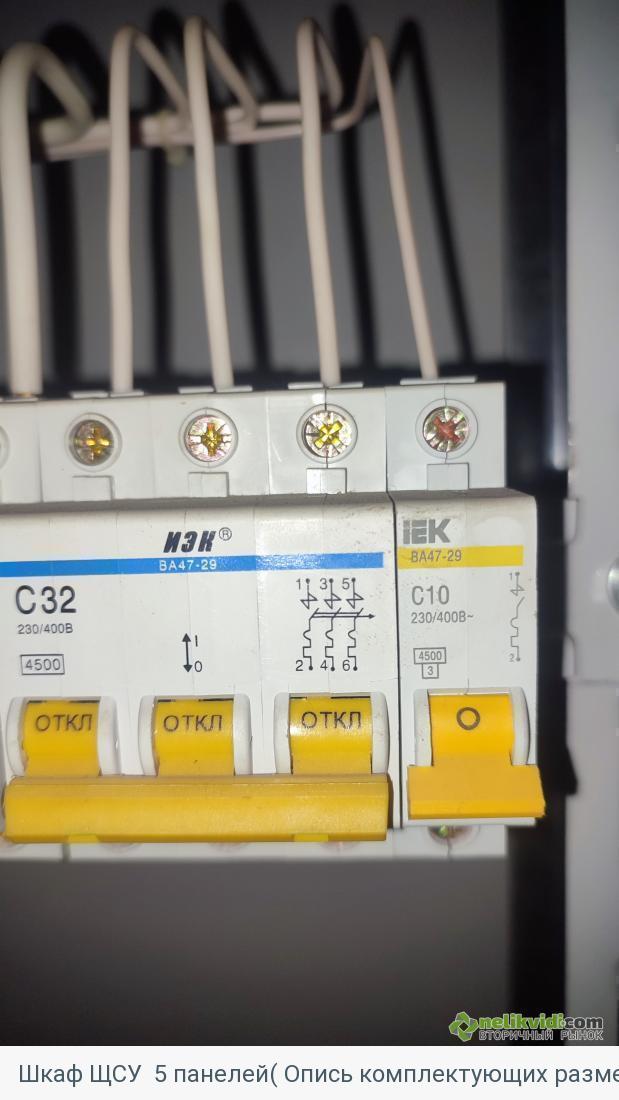 ИЭК®
ВА47-29
C32
230/400В
4500
I
0
1 3 5
2 4 6
ОТКЛ ОТКЛ ОТКЛ
IEK
ВА47-29
C10
230/400В~
4500
3
1
2
O
nelikvidi.com
ВТОРИЧНЫЙ РЫНОК
Шкаф ЩСУ 5 панелей( Опись комплектующих разме